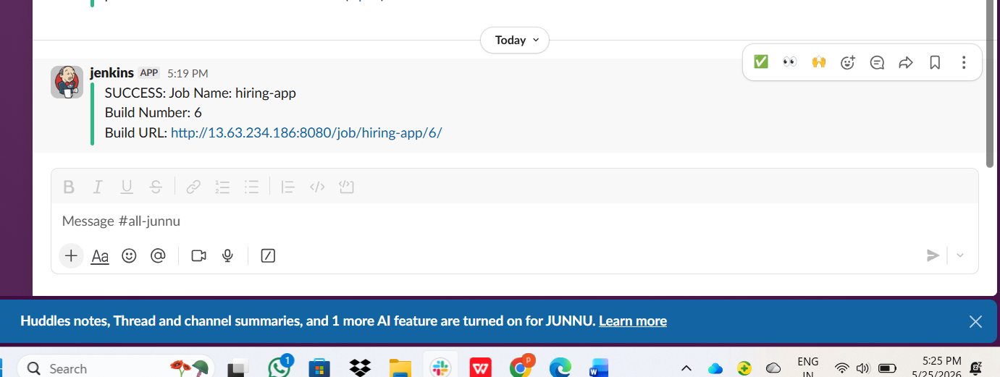 Today
jenkins APP 5:19 PM
SUCCESS: Job Name: hiring-app
Build Number: 6
Build URL: http://13.63.234.186:8080/job/hiring-app/6/
B I U S
Message #all-junnu
Aa
Huddles notes, Thread and channel summaries, and 1 more AI feature are turned on for JUNNU. Learn more
Search
1
P
W
W
ENG
IN
5:25 PM
5/25/2026